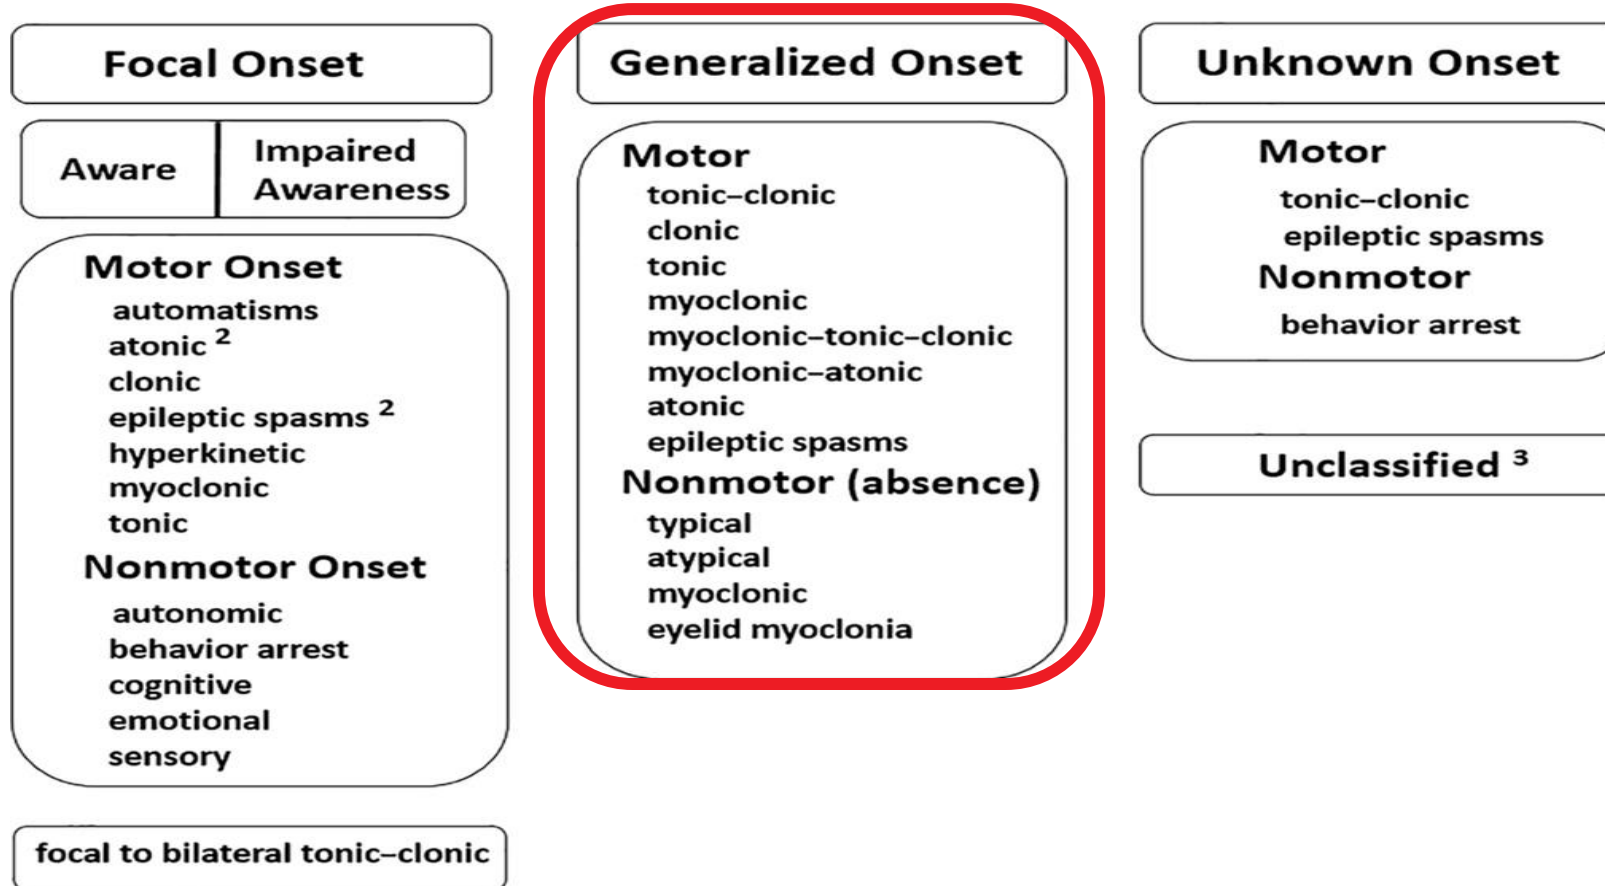 Focal Onset
Aware
Impaired
Awareness
Motor Onset
automatisms
atonic 2
clonic
epileptic spasms 2
hyperkinetic
myoclonic
tonic
Nonmotor Onset
autonomic
behavior arrest
cognitive
emotional
sensory
focal to bilateral tonic–clonic
Generalized Onset
Motor
tonic–clonic
clonic
tonic
myoclonic
myoclonic–tonic–clonic
myoclonic–atonic
atonic
epileptic spasms
Nonmotor (absence)
typical
atypical
myoclonic
eyelid myoclonia
Unknown Onset
Motor
tonic–clonic
epileptic spasms
Nonmotor
behavior arrest
Unclassified 3